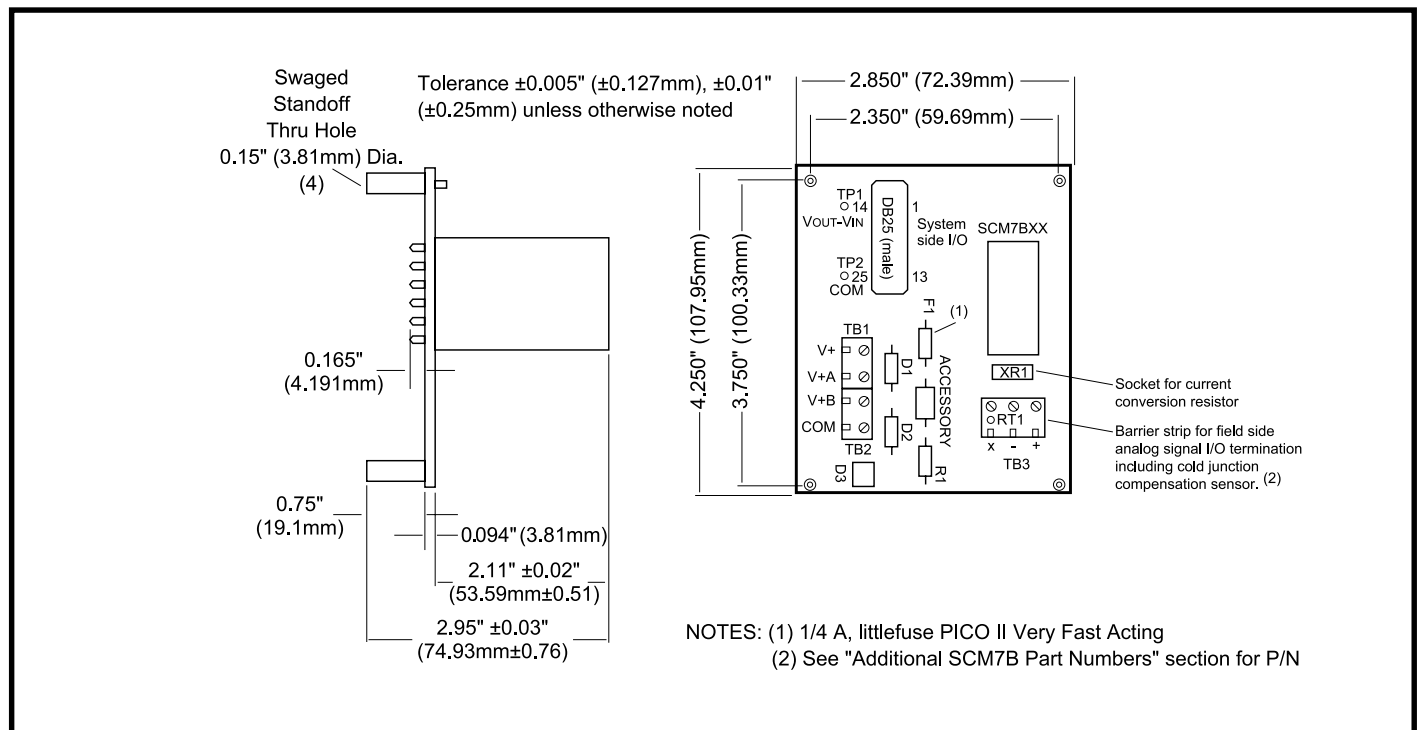 Swaged
Standoff
Thru Hole
0.15" (3.81mm) Dia.
(4)
Tolerance ±0.005" (±0.127mm), ±0.01"
(±0.25mm) unless otherwise noted
0.165"
(4.191mm)
0.75"
(19.1mm)
0.094" (3.81mm)
2.11" ±0.02"
(53.59mm±0.51)
2.95" ±0.03"
(74.93mm±0.76)
2.850" (72.39mm)
2.350" (59.69mm)
4.250" (107.95mm)
3.750" (100.33mm)
TP1
14
VOUT-VIN
TP2
25
COM
DB25 (male)
1
13
System
side I/O
SCM7BXX
F1
(1)
TB1
V+
V+A
V+B
COM
TB2
D1
D2
D3
ACCESSORY
R1
XR1
RT1
x - +
TB3
Socket for current
conversion resistor
Barrier strip for field side
analog signal I/O termination
including cold junction
compensation sensor. (2)
NOTES: (1) 1/4 A, littlefuse PICO II Very Fast Acting
(2) See "Additional SCM7B Part Numbers" section for P/N